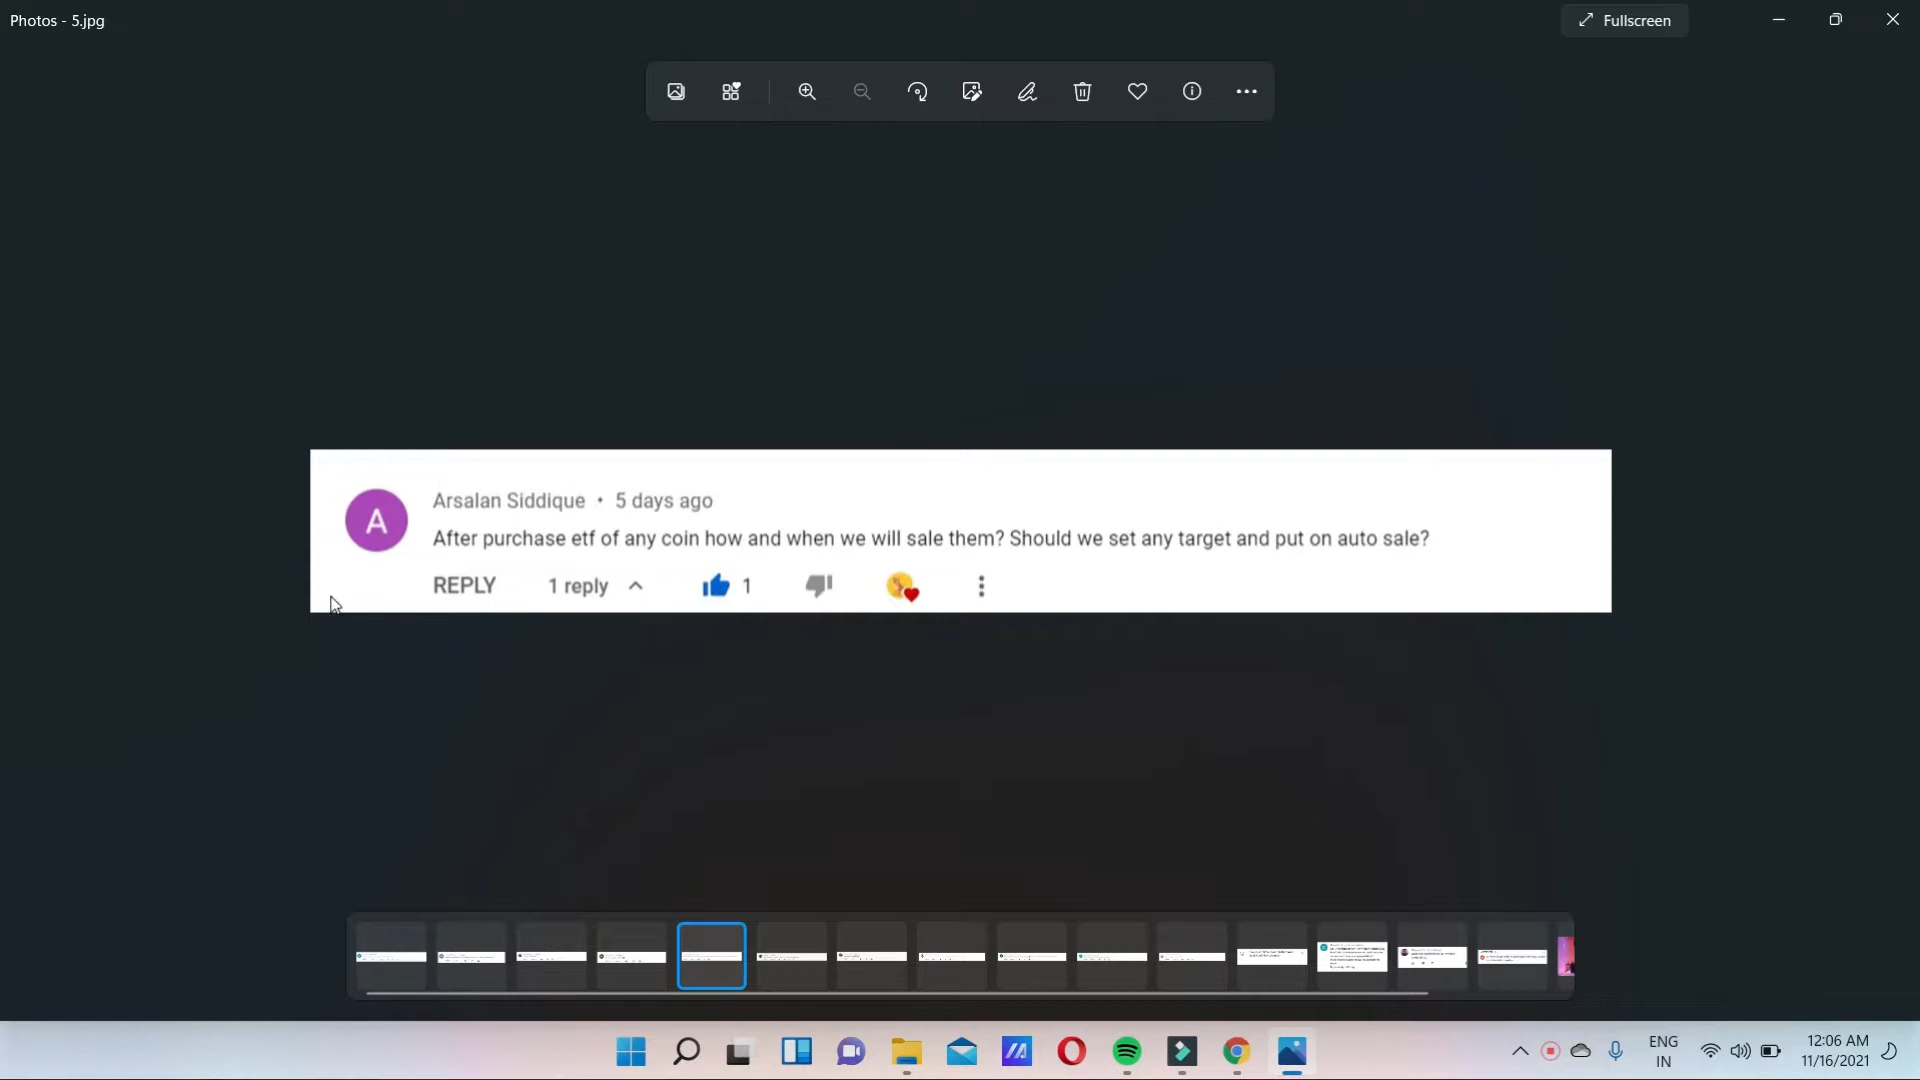 Photos - 5.jpg
Fullscreen
A
Arsalan Siddique • 5 days ago
After purchase etf of any coin how and when we will sale them? Should we set any target and put on auto sale?
REPLY 1 reply 1
ENG
IN
12:06 AM
11/16/2021